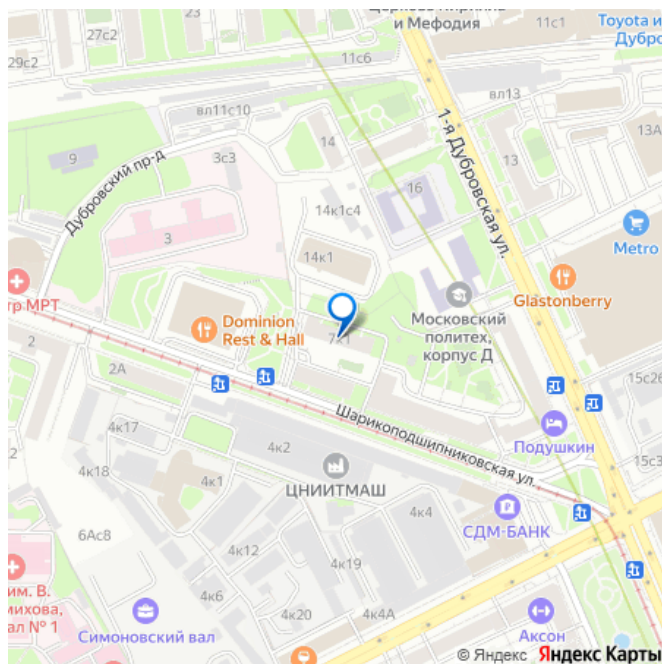 Церковь Кирилла
и Мефодия
11с1
Toyota и
Дубро
27с2
23
29с2
11с6
вл11с10
вл13
13А
1-я Дубровская ул.
14
13
3с3
9
Дубровский пр-д
16
14к1с4
3
Metro
14к1
тр МРТ
Glastonberry
Московский
политех,
корпус Д
Dominion
Rest & Hall
2
2А
15с26
Шарикоподшипниковская ул.
4к17
Подушкин
4к2
4к18
4к1
ЦНИИТМАШ
15с3
4к4
СДМ-БАНК
6Ас8
4к12
4к19
им. В.
михова,
ал № 1
4к6
4к20
4к4А
Симоновский вал
Аксон
© Яндекс Яндекс Карты